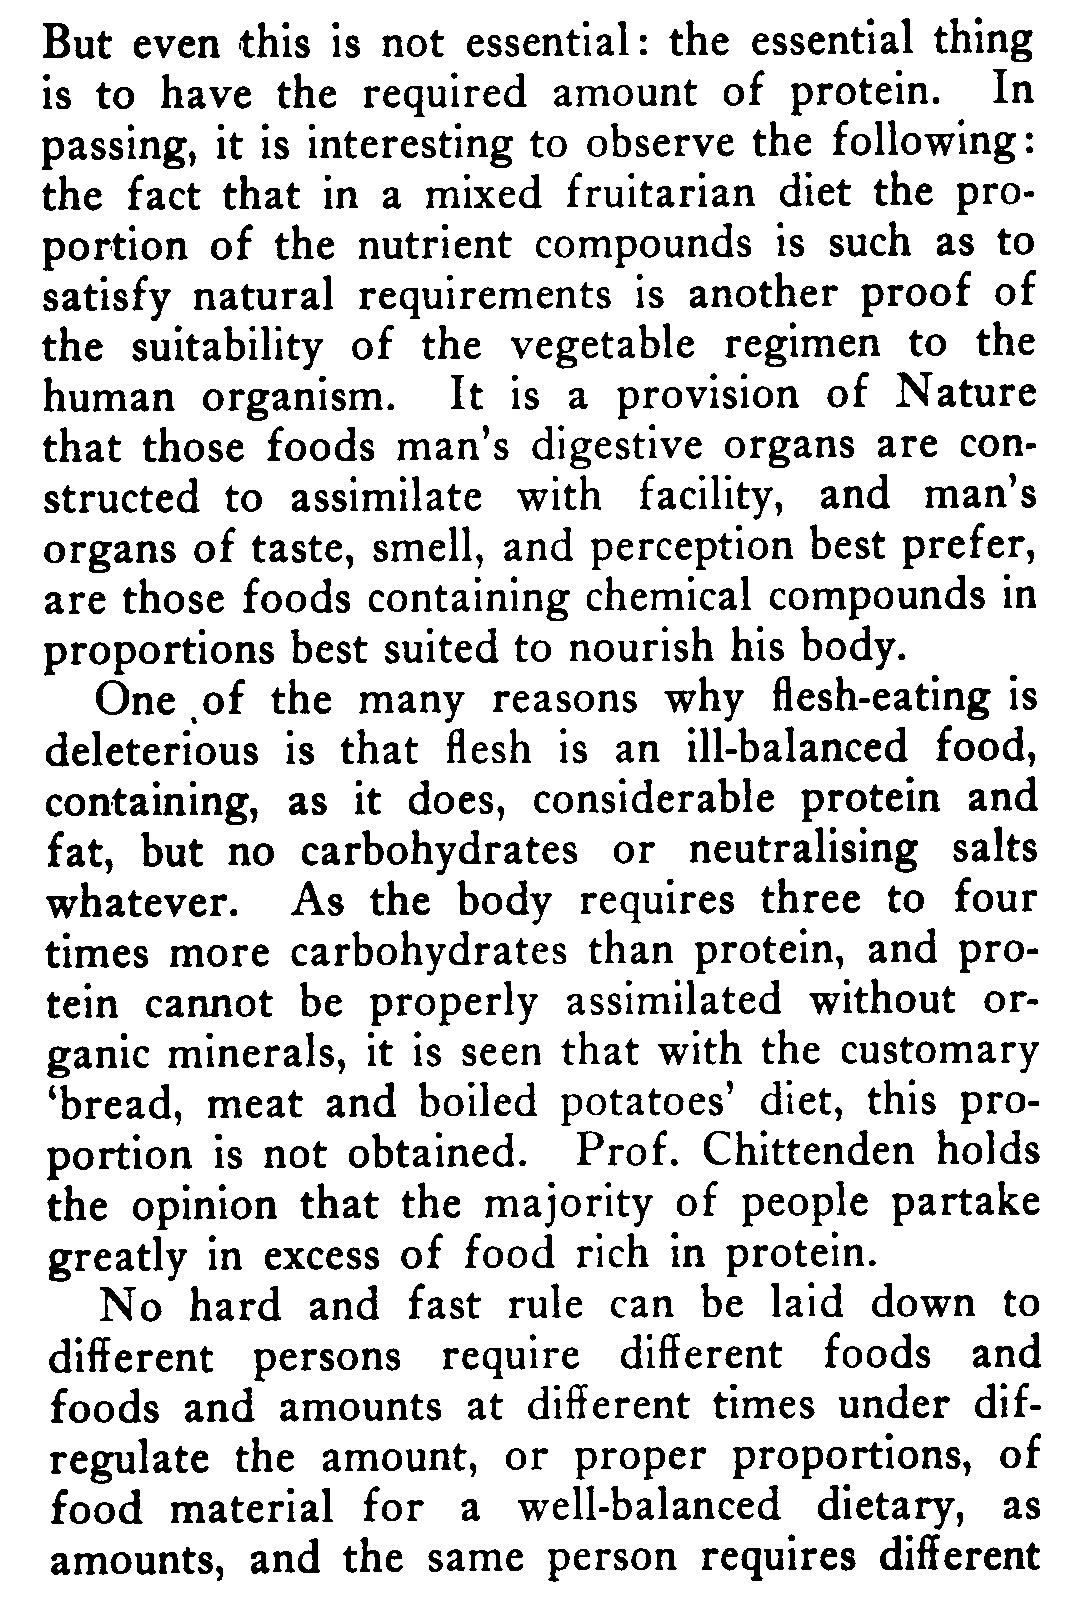 But even this is not essential: the essential thing
is to have the required amount of protein. In
passing, it is interesting to observe the following:
the fact that in a mixed fruitarian diet the pro-
portion of the nutrient compounds is such as to
satisfy natural requirements is another proof of
the suitability of the vegetable regimen to the
human organism. It is a provision of Nature
that those foods man's digestive organs are con-
structed to assimilate with facility, and man's
organs of taste, smell, and perception best prefer,
are those foods containing chemical compounds in
proportions best suited to nourish his body.
One of the many reasons why flesh-eating is
deleterious is that flesh is an ill-balanced food,
containing, as it does, considerable protein and
fat, but no carbohydrates or neutralising salts
whatever. As the body requires three to four
times more carbohydrates than protein, and pro-
tein cannot be properly assimilated without or-
ganic minerals, it is seen that with the customary
‘bread, meat and boiled potatoes’ diet, this pro-
portion is not obtained. Prof. Chittenden holds
the opinion that the majority of people partake
greatly in excess of food rich in protein.
No hard and fast rule can be laid down to
different persons require different foods and
foods and amounts at different times under dif-
regulate the amount, or proper proportions, of
food material for a well-balanced dietary, as
amounts, and the same person requires different